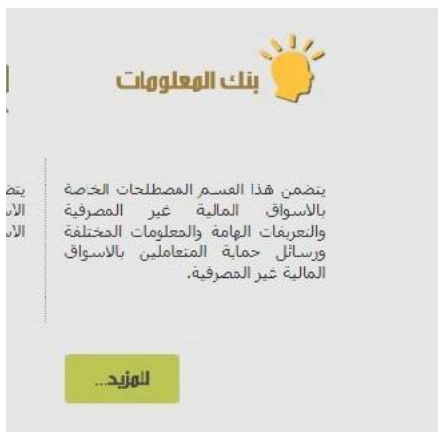 بنك المعلومات
يتضمن هذا القسم المصطلحات الخاصة
بالاسواق المالية غير المصرفية
والتعريفات الهامة والمعلومات المختلفة
ورسائل حماية المتعاملين بالاسواق
المالية غير المصرفية.
للمزيد...